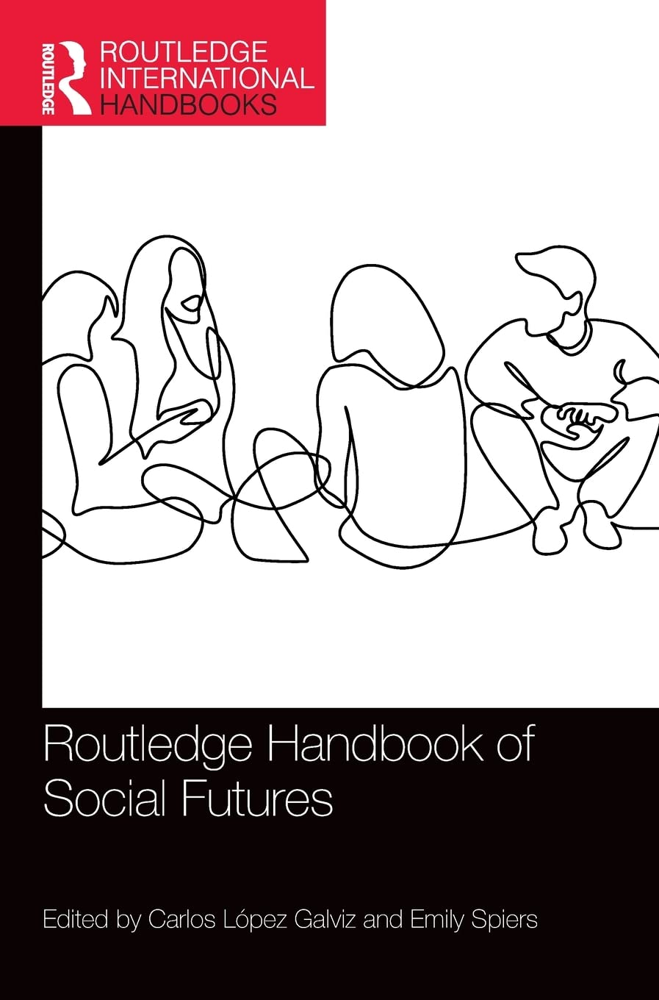 ROUTLEDGE
ROUTLEDGE
INTERNATIONAL
HANDBOOKS
Routledge Handbook of
Social Futures
Edited by Carlos López Galviz and Emily Spiers